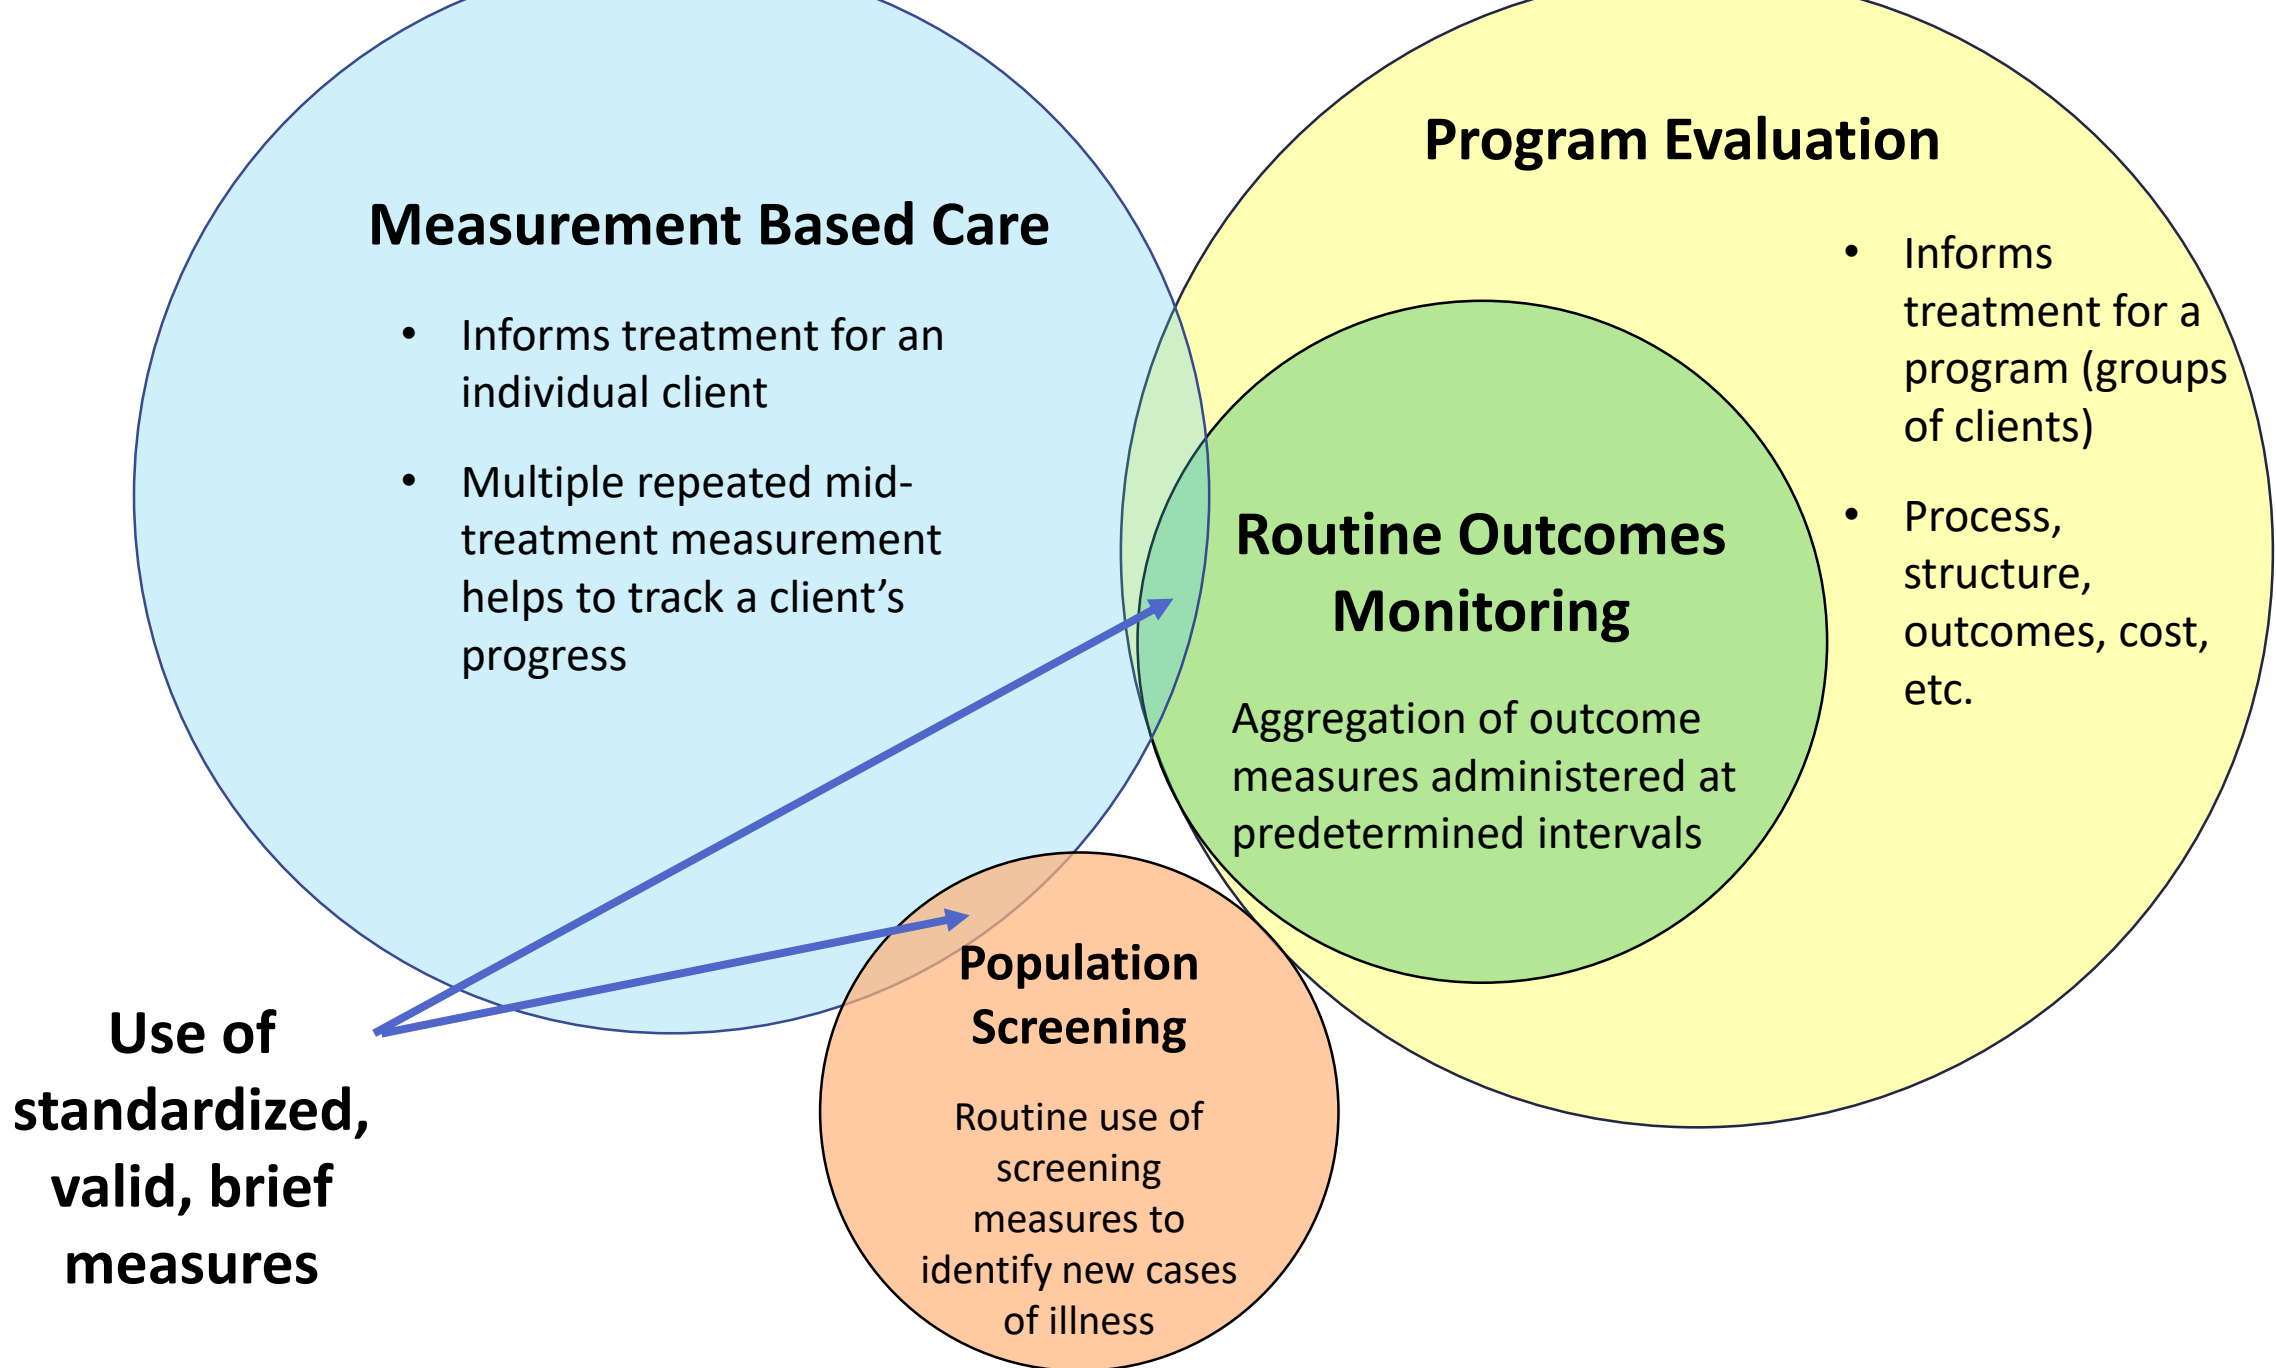 Measurement Based Care
• Informs treatment for an
individual client
• Multiple repeated mid-
treatment measurement
helps to track a client’s
progress
Program Evaluation
• Informs
treatment for a
program (groups
of clients)
• Process,
structure,
outcomes, cost,
etc.
Routine Outcomes
Monitoring
Aggregation of outcome
measures administered at
predetermined intervals
Population
Screening
Routine use of
screening
measures to
identify new cases
of illness
Use of
standardized,
valid, brief
measures